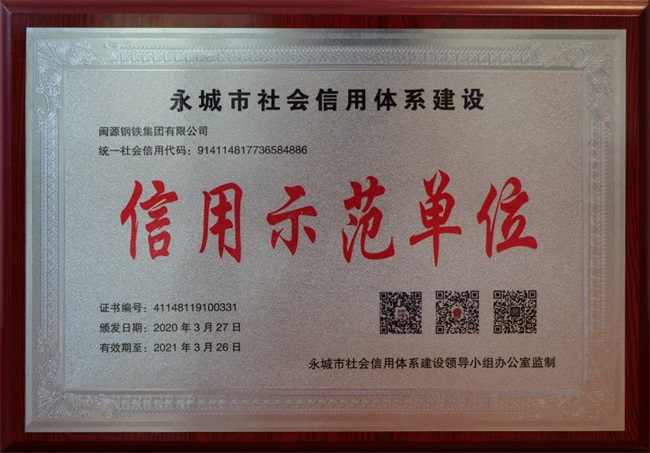 永城市社会信用体系建设
闽源钢铁集团有限公司
统一社会信用代码：914114817736584886
信用示范单位
证书编号：41148119100331
颁发日期：2020 年 3 月 27 日
有效期至：2021 年 3 月 26 日
永城市社会信用体系建设领导小组办公室监制